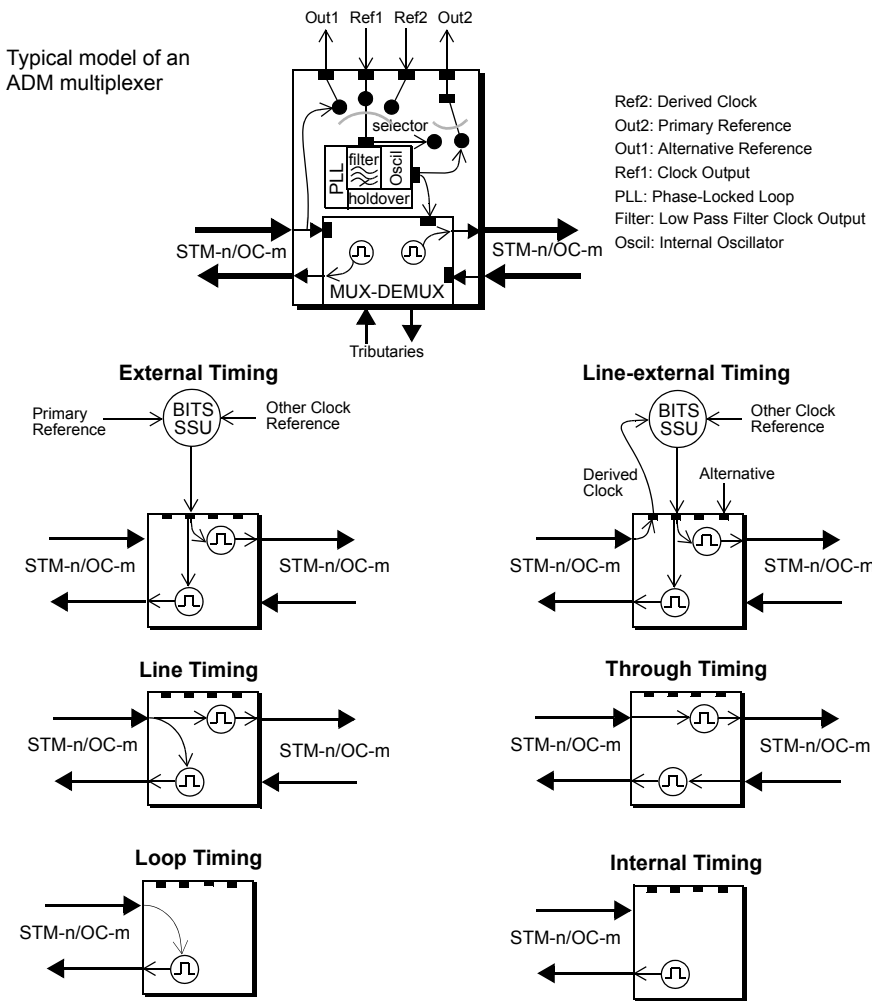 Out1 Ref1 Ref2 Out2
Typical model of an
ADM multiplexer
selector
PLL
filter
Oscil
holdover
STM-n/OC-m
STM-n/OC-m
MUX-DEMUX
Tributaries
Ref2: Derived Clock
Out2: Primary Reference
Out1: Alternative Reference
Ref1: Clock Output
PLL: Phase-Locked Loop
Filter: Low Pass Filter Clock Output
Oscil: Internal Oscillator
External Timing
Primary
Reference
BITS
SSU
Other Clock
Reference
STM-n/OC-m
STM-n/OC-m
Line-external Timing
BITS
SSU
Other Clock
Reference
Derived
Clock
Alternative
STM-n/OC-m
STM-n/OC-m
Line Timing
STM-n/OC-m
STM-n/OC-m
Through Timing
STM-n/OC-m
STM-n/OC-m
Loop Timing
STM-n/OC-m
Internal Timing
STM-n/OC-m